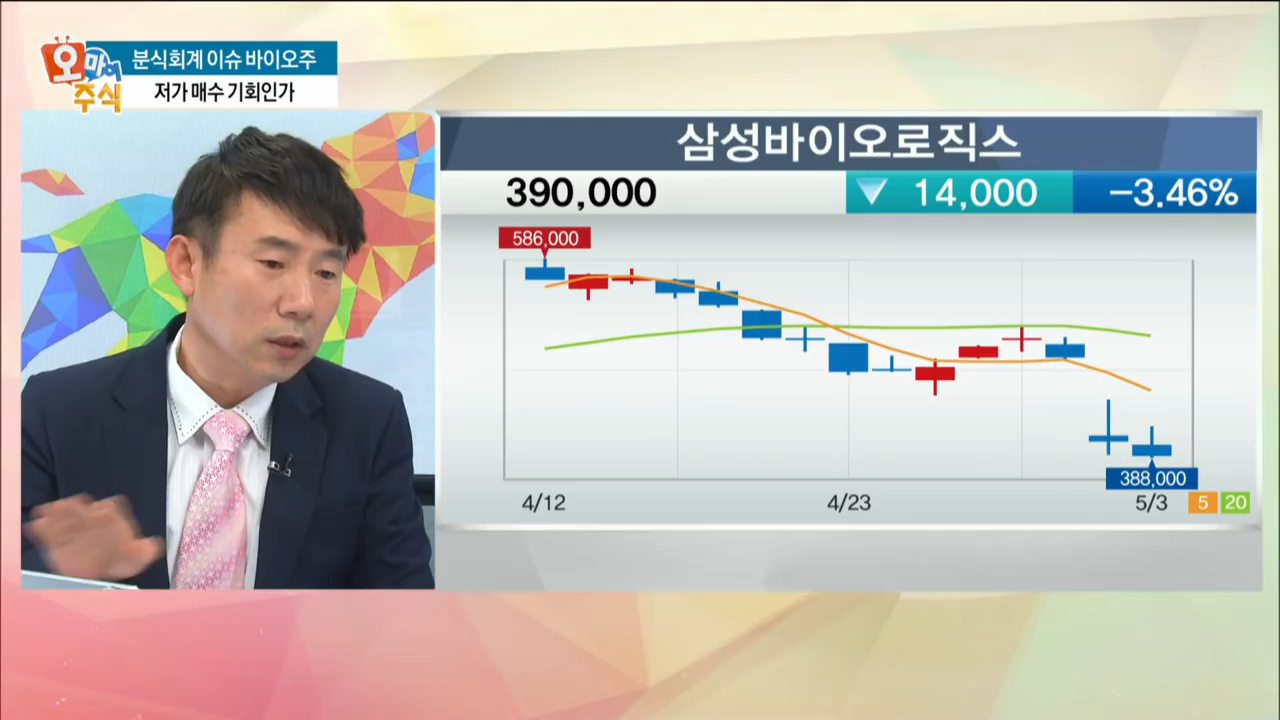 오 마이
주식
분식회계 이슈 바이오주
저가 매수 기회인가
삼성바이오로직스
390,000 ▼ 14,000 -3.46%
586,000
388,000
4/12 4/23 5/3 5 20